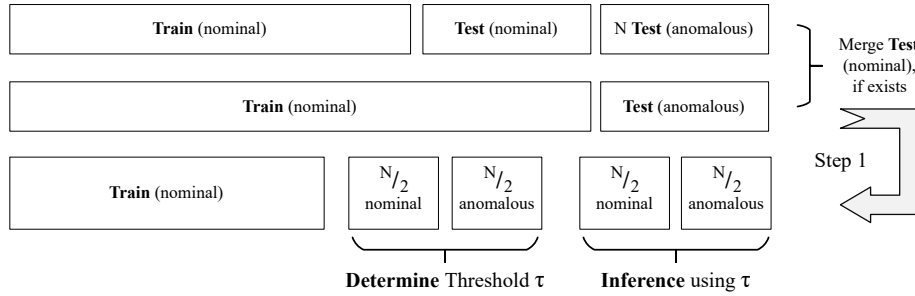 Train (nominal)
Test (nominal)
N Test (anomalous)
Merge Test
(nominal),
if exists
Train (nominal)
Test (anomalous)
Step 1
Train (nominal)
N/2
nominal
N/2
anomalous
N/2
nominal
N/2
anomalous
Determine Threshold τ
Inference using τ